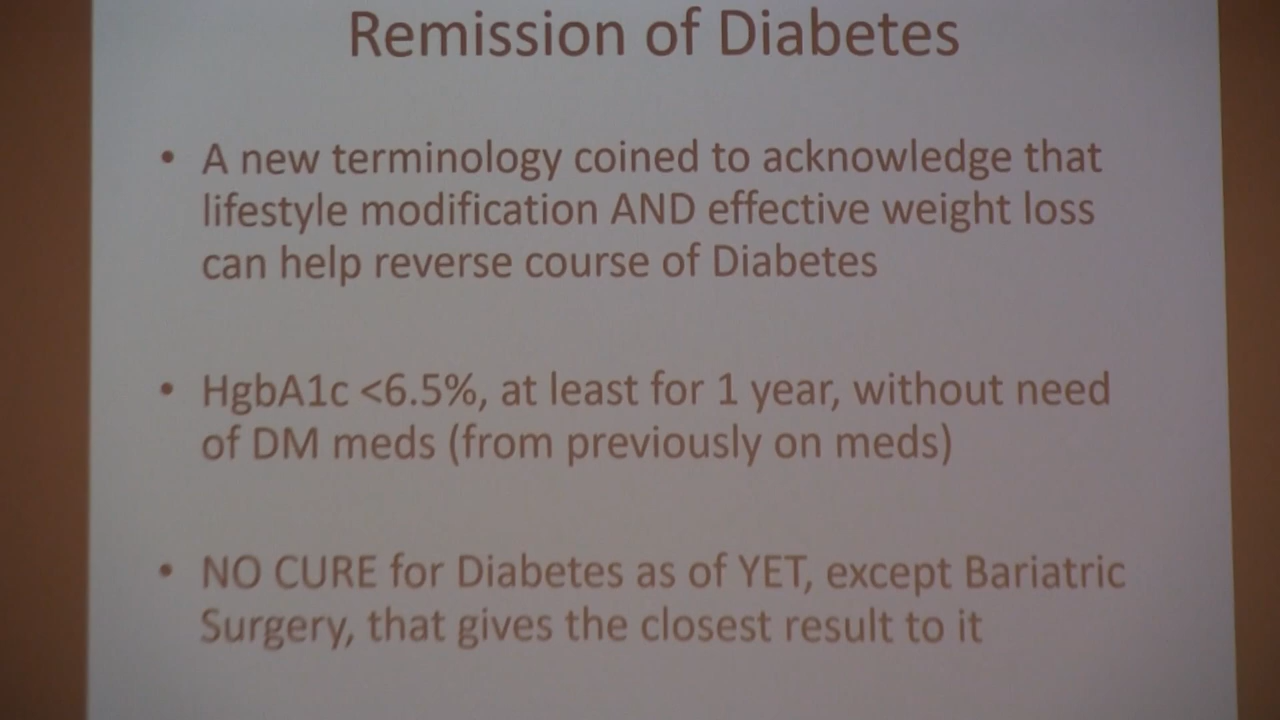 Remission of Diabetes
• A new terminology coined to acknowledge that
lifestyle modification AND effective weight loss
can help reverse course of Diabetes
• HgbA1c <6.5%, at least for 1 year, without need
of DM meds (from previously on meds)
• NO CURE for Diabetes as of YET, except Bariatric
Surgery, that gives the closest result to it